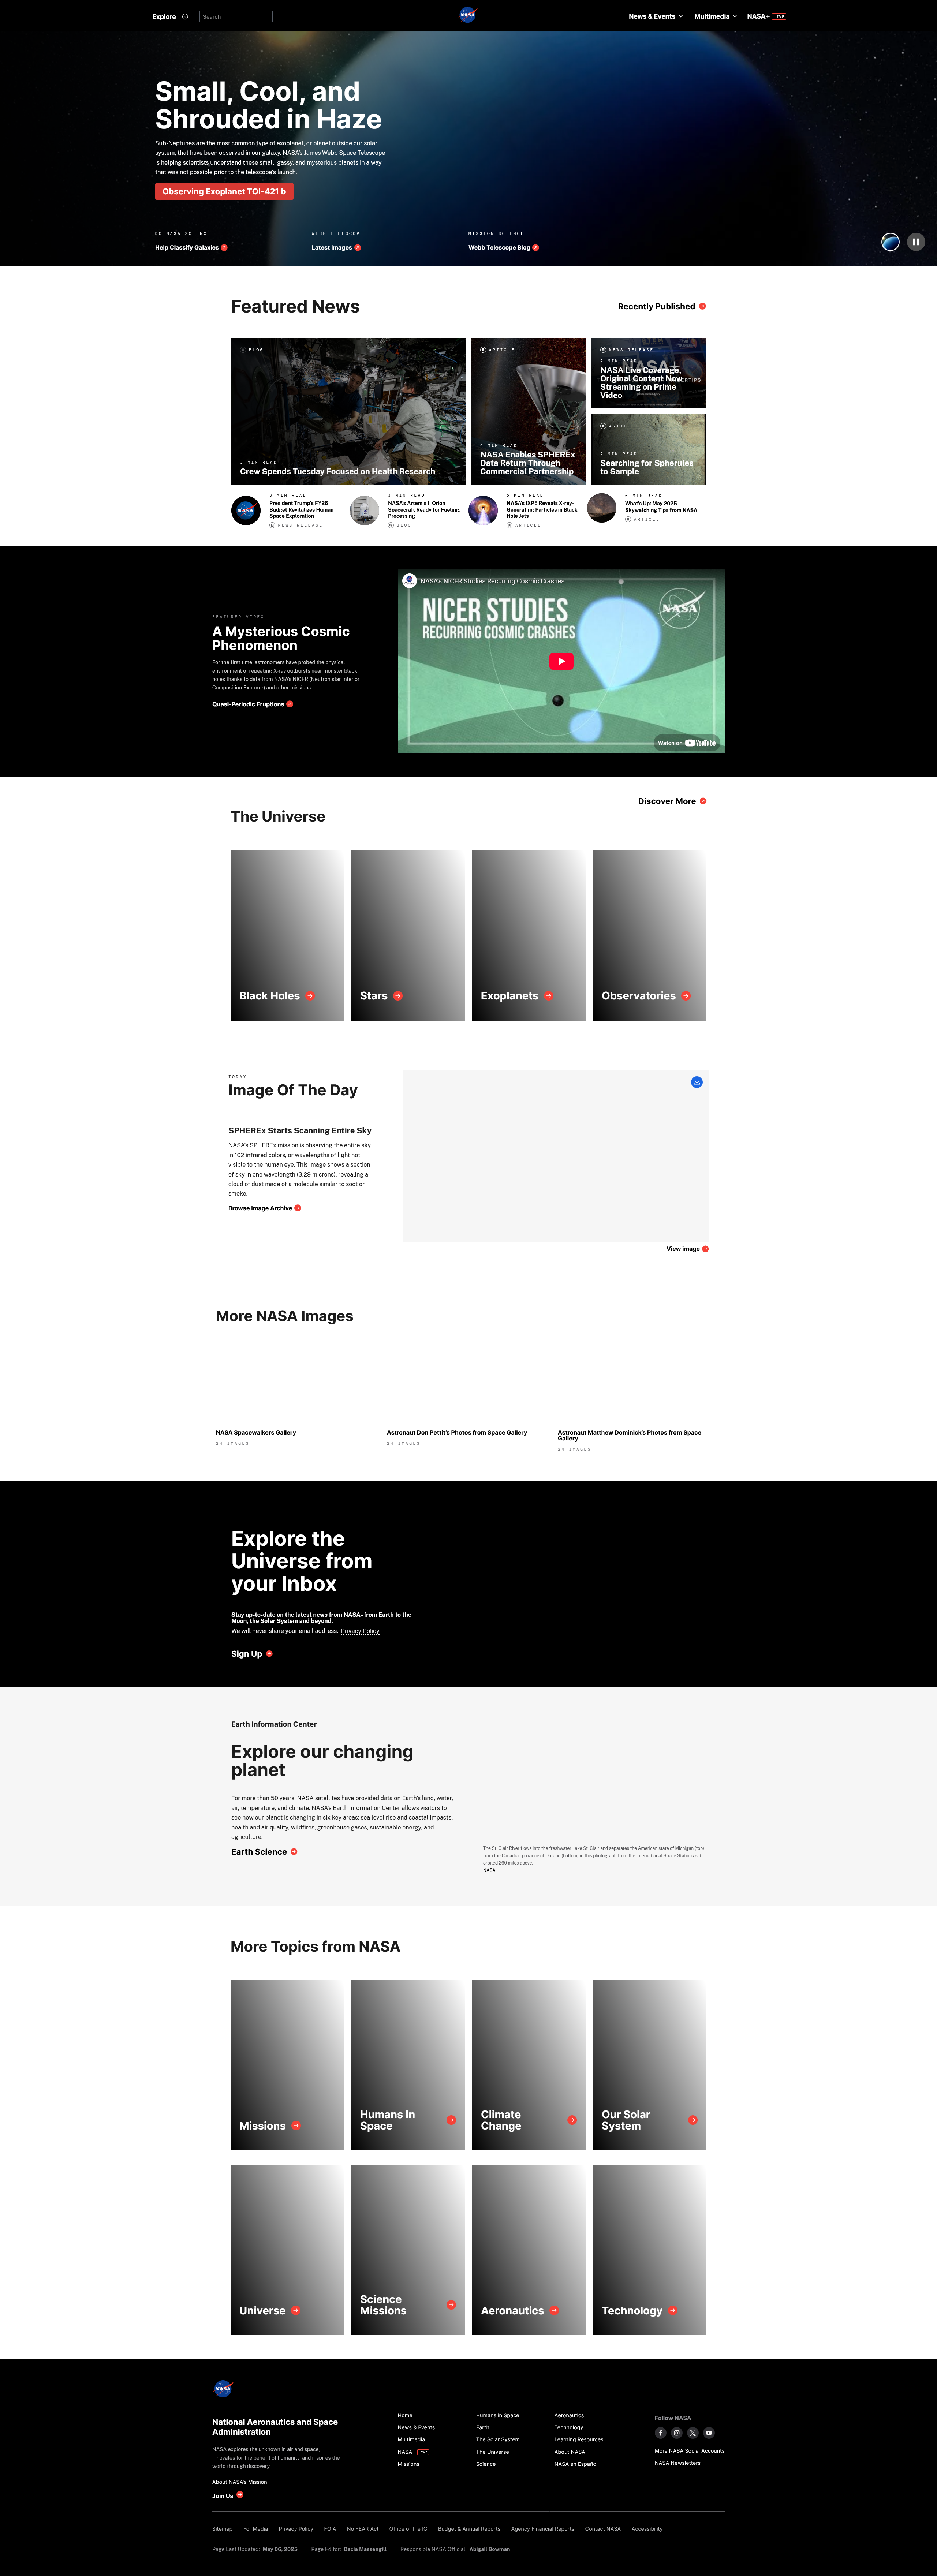 Explore
Search
NASA
News & Events
Multimedia
NASA+ LIVE
Small, Cool, and
Shrouded in Haze
Sub-Neptunes are the most common type of exoplanet, or planet outside our solar
system, that have been observed in our galaxy. NASA's James Webb Space Telescope
is helping scientists understand these small, gassy, and mysterious planets in a way
that was not possible prior to the telescope's launch.
Observing Exoplanet TOI-421 b
DO NASA SCIENCE
Help Classify Galaxies
WEBB TELESCOPE
Latest Images
MISSION SCIENCE
Webb Telescope Blog
Featured News
Recently Published
BLOG
2 MIN READ
Crew Spends Tuesday Focused on Health Research
ARTICLE
4 MIN READ
NASA Enables SPHEREx
Data Return Through
Commercial Partnership
NEWS RELEASE
2 MIN READ
NASA Live Coverage,
Original Content Now
Streaming on Prime
Video
ARTICLE
2 MIN READ
Searching for Spherules
to Sample
NASA
3 MIN READ
President Trump's FY26
Budget Revitalizes Human
Space Exploration
NEWS RELEASE
3 MIN READ
NASA's Artemis II Orion
Spacecraft Ready for Fueling,
Processing
BLOG
5 MIN READ
NASA's IXPE Reveals X-ray-
Generating Particles in Black
Hole Jets
ARTICLE
6 MIN READ
What's Up: May 2025
Skywatching Tips from NASA
ARTICLE
FEATURED VIDEO
A Mysterious Cosmic
Phenomenon
For the first time, astronomers have probed the physical
environment of repeating X-ray outbursts near monster black
holes thanks to data from NASA's NICER (Neutron star Interior
Composition Explorer) and other missions.
Quasi-Periodic Eruptions
NASA's NICER Studies Recurring Cosmic Crashes
NICER STUDIES
RECURRING COSMIC CRASHES
NASA
Watch on YouTube
Discover More
The Universe
Black Holes
Stars
Exoplanets
Observatories
TODAY
Image Of The Day
SPHEREx Starts Scanning Entire Sky
NASA's SPHEREx mission is observing the entire sky
in 102 infrared colors, or wavelengths of light not
visible to the human eye. This image shows a section
of sky in one wavelength (3.29 microns), revealing a
cloud of dust made of a molecule similar to soot or
smoke.
Browse Image Archive
View image
More NASA Images
NASA Spacewalkers Gallery
24 IMAGES
Astronaut Don Pettit's Photos from Space Gallery
24 IMAGES
Astronaut Matthew Dominick's Photos from Space
Gallery
24 IMAGES
Explore the
Universe from
your Inbox
Stay up-to-date on the latest news from NASA–from Earth to the
Moon, the Solar System and beyond.
We will never share your email address. Privacy Policy
Sign Up
Earth Information Center
Explore our changing
planet
For more than 50 years, NASA satellites have provided data on Earth's land, water,
air, temperature, and climate. NASA's Earth Information Center allows visitors to
see how our planet is changing in six key areas: sea level rise and coastal impacts,
health and air quality, wildfires, greenhouse gases, sustainable energy, and
agriculture.
Earth Science
The St. Clair River flows into the freshwater Lake St. Clair and separates the American state of Michigan (top)
from the Canadian province of Ontario (bottom) in this photograph from the International Space Station as it
orbited 260 miles above.
NASA
More Topics from NASA
Missions
Humans In
Space
Climate
Change
Our Solar
System
Universe
Science
Missions
Aeronautics
Technology
NASA
National Aeronautics and Space
Administration
NASA explores the unknown in air and space,
innovates for the benefit of humanity, and inspires the
world through discovery.
About NASA's Mission
Join Us
Home
News & Events
Multimedia
NASA+ LIVE
Missions
Humans in Space
Earth
The Solar System
The Universe
Science
Aeronautics
Technology
Learning Resources
About NASA
NASA en Español
Follow NASA
More NASA Social Accounts
NASA Newsletters
Sitemap
For Media
Privacy Policy
FOIA
No FEAR Act
Office of the IG
Budget & Annual Reports
Agency Financial Reports
Contact NASA
Accessibility
Page Last Updated: May 06, 2025
Page Editor: Dacia Massengill
Responsible NASA Official: Abigail Bowman